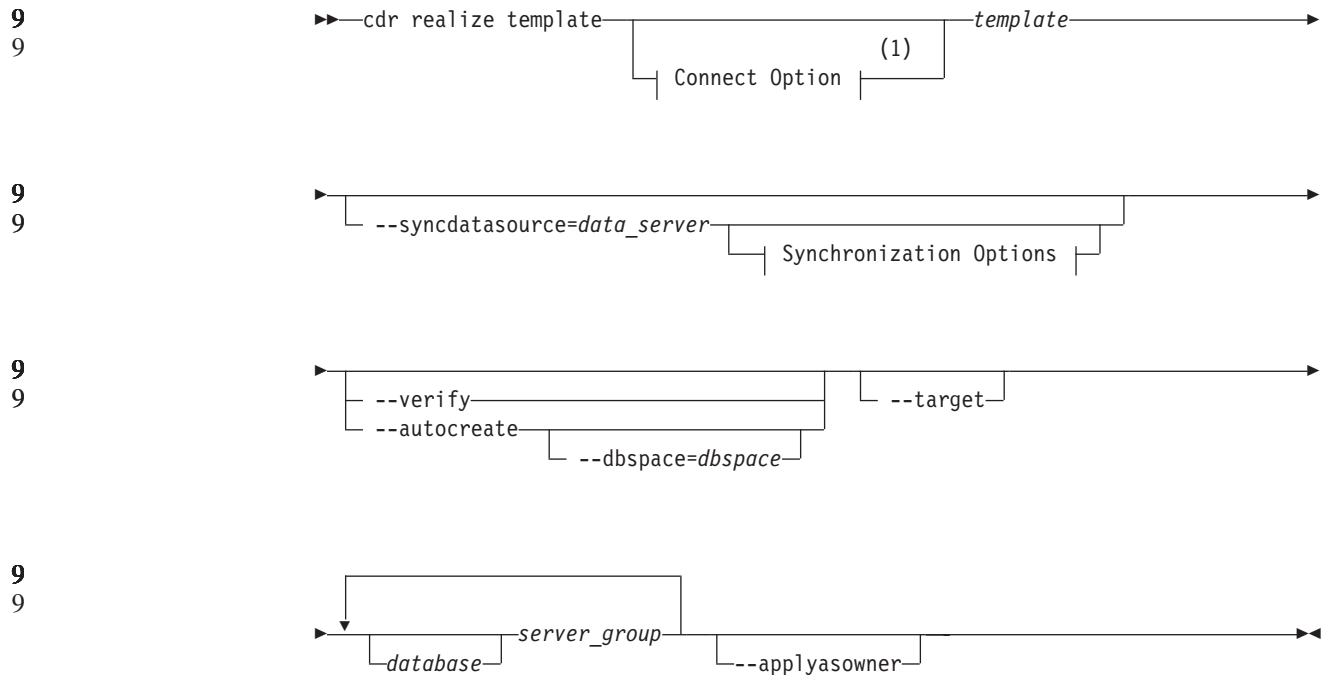 9 cdr realize template template
9 (1)
Connect Option
9
9 --syncdatasource=data_server
Synchronization Options
9
9 --verify --target
--autocreate
--dbspace=dbspace
9
9
server_group
database --applyasowner